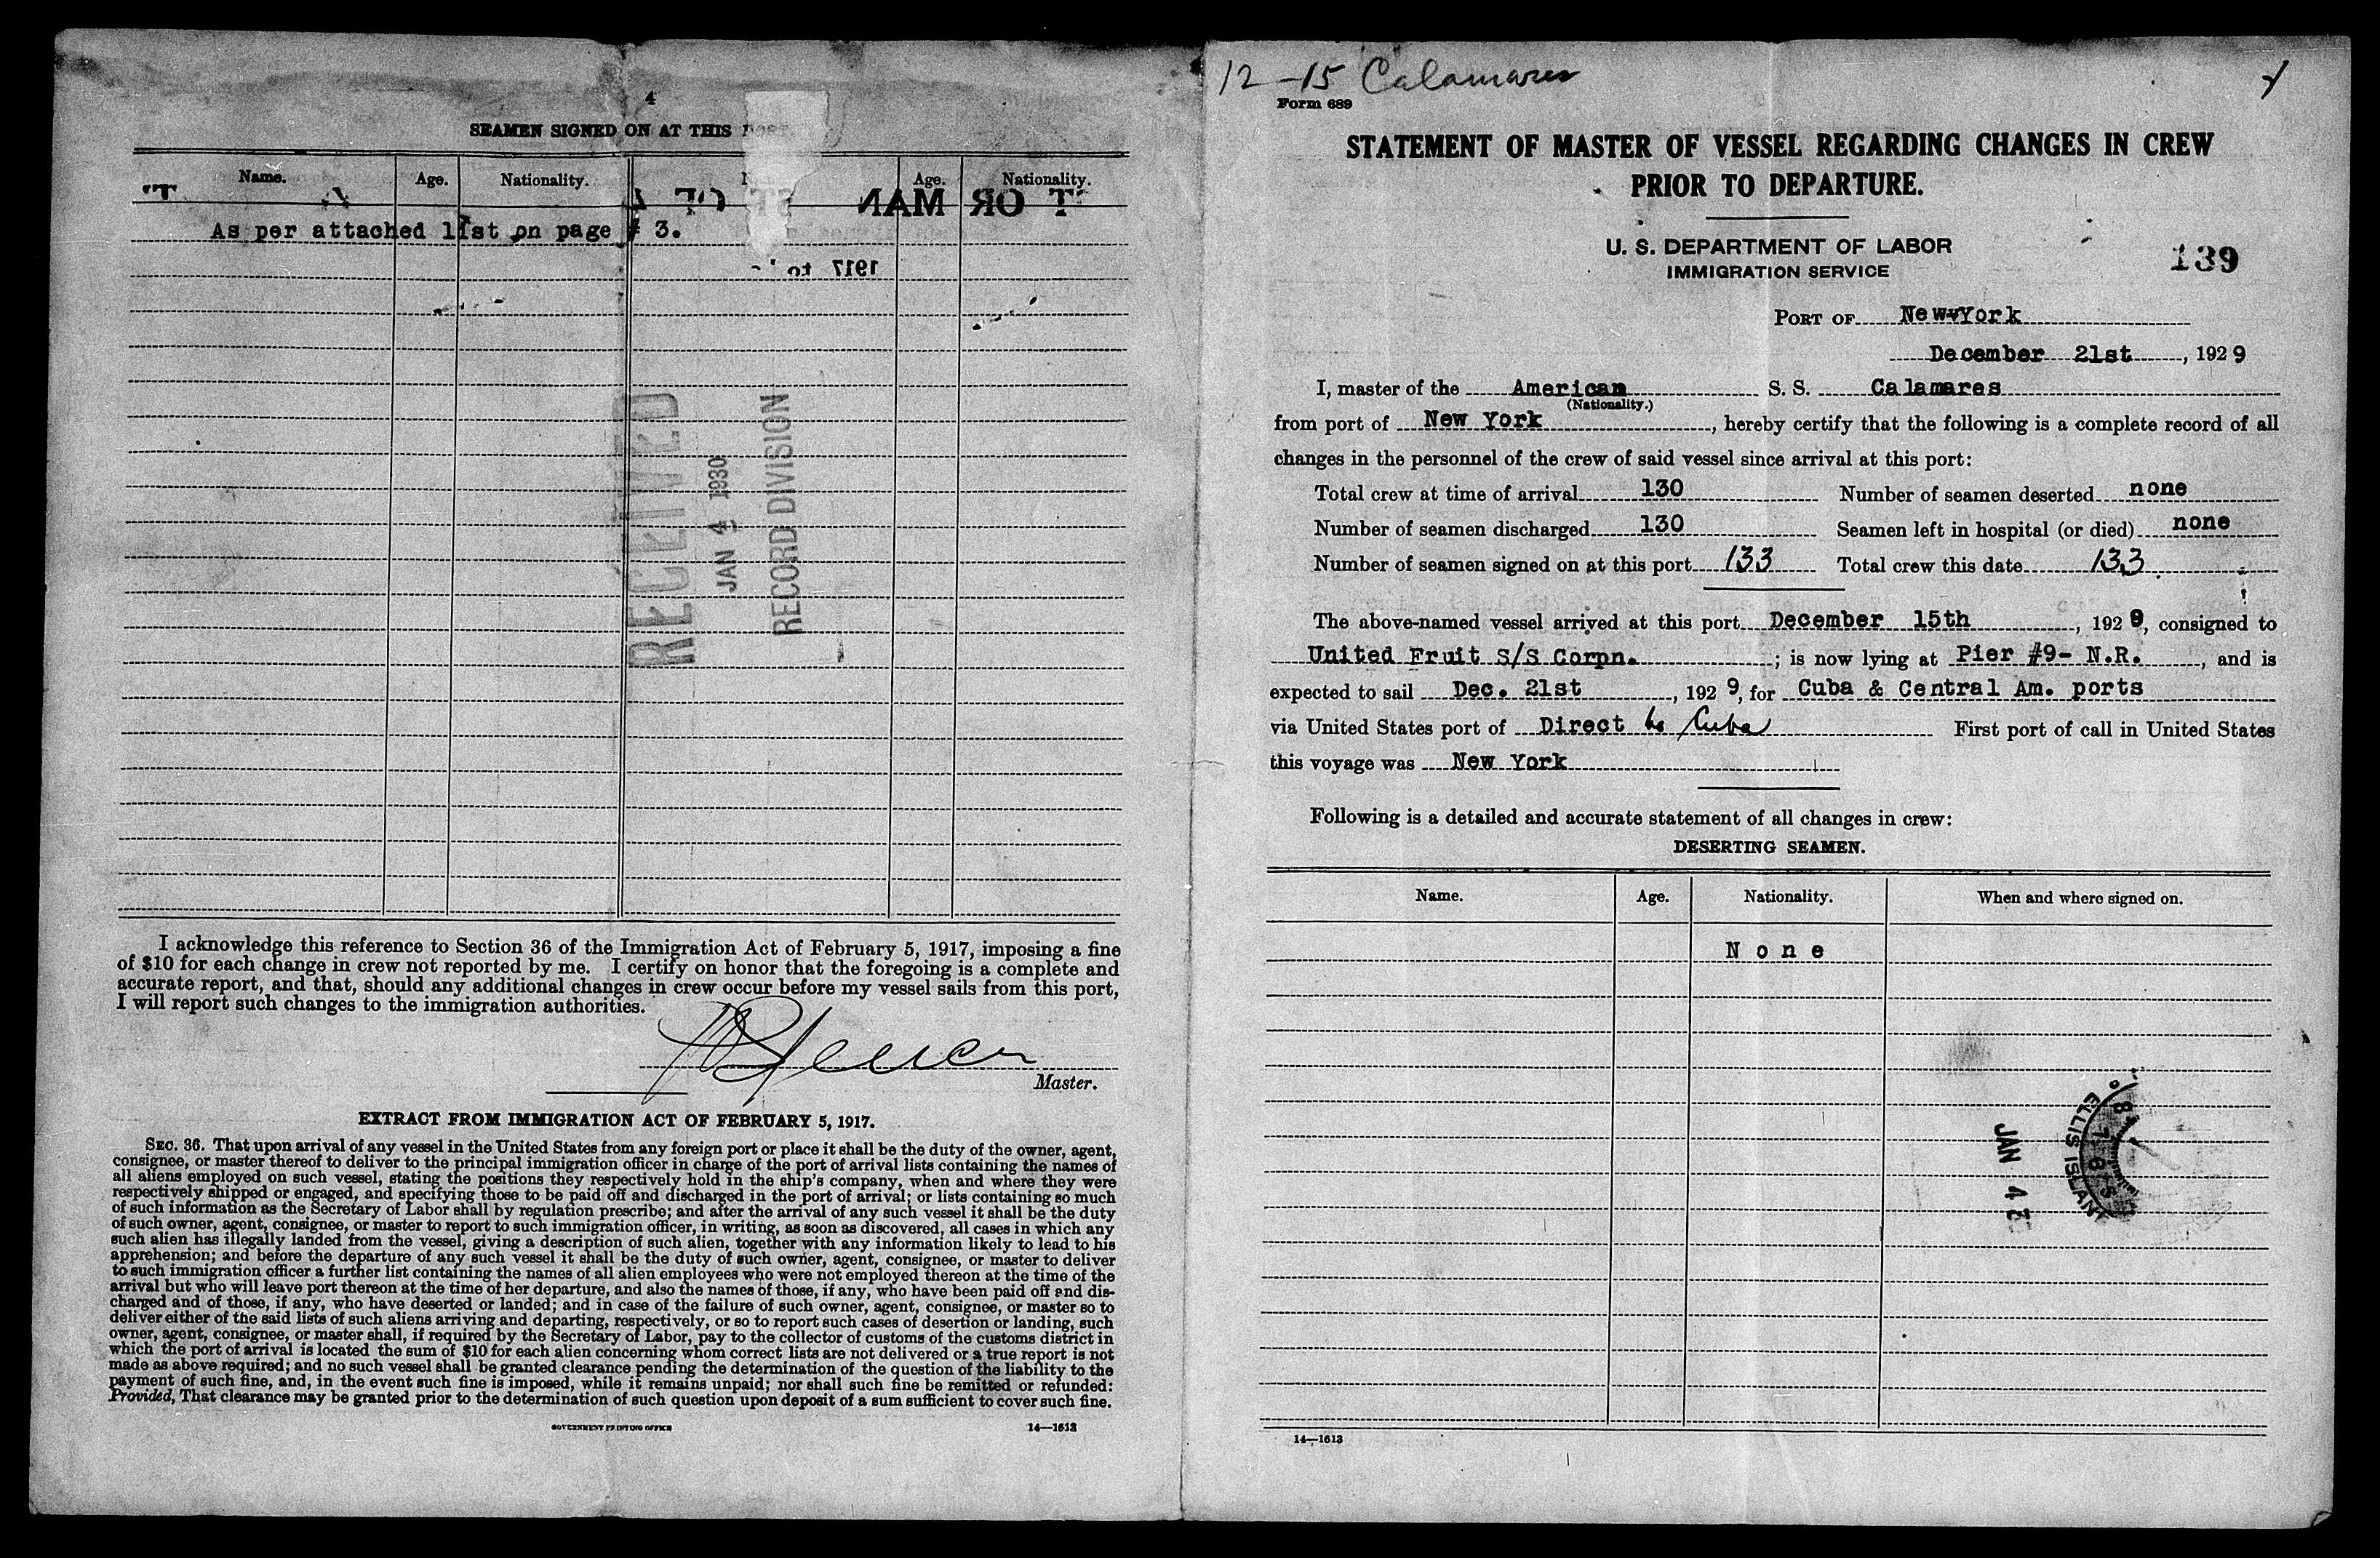 4
SEAMEN SIGNED ON AT THIS
Name. Age. Nationality. Age. Nationality.
As per attached list on page # 3.
1917 to
RECEIVED
JAN 4 1930
RECORD DIVISION
I acknowledge this reference to Section 36 of the Immigration Act of February 5, 1917, imposing a fine
of $10 for each change in crew not reported by me. I certify on honor that the foregoing is a complete and
accurate report, and that, should any additional changes in crew occur before my vessel sails from this port,
I will report such changes to the immigration authorities.
Master.
EXTRACT FROM IMMIGRATION ACT OF FEBRUARY 5, 1917.
SEC. 36. That upon arrival of any vessel in the United States from any foreign port or place it shall be the duty of the owner, agent,
consignee, or master thereof to deliver to the principal immigration officer in charge of the port of arrival lists containing the names of
all aliens employed on such vessel, stating the positions they respectively hold in the ship's company, when and where they were
respectively shipped or engaged, and specifying those to be paid off and discharged in the port of arrival; or lists containing so much
of such information as the Secretary of Labor shall by regulation prescribe; and after the arrival of any such vessel it shall be the duty
of such owner, agent, consignee, or master to report to such immigration officer, in writing, as soon as discovered, all cases in which any
such alien has illegally landed from the vessel, giving a description of such alien, together with any information likely to lead to his
apprehension; and before the departure of any such vessel it shall be the duty of such owner, agent, consignee, or master to deliver
to such immigration officer a further list containing the names of all alien employees who were not employed thereon at the time of the
arrival but who will leave port thereon at the time of her departure, and also the names of those, if any, who have been paid off and dis-
charged and of those, if any, who have deserted or landed; and in case of the failure of such owner, agent, consignee, or master so to
deliver either of the said lists of such aliens arriving and departing, respectively, or so to report such cases of desertion or landing, such
owner, agent, consignee, or master shall, if required by the Secretary of Labor, pay to the collector of customs of the customs district in
which the port of arrival is located the sum of $10 for each alien concerning whom correct lists are not delivered or a true report is not
made as above required; and no such vessel shall be granted clearance pending the determination of the question of the liability to the
payment of such fine, and, in the event such fine is imposed, while it remains unpaid; nor shall such fine be remitted or refunded:
Provided, That clearance may be granted prior to the determination of such question upon deposit of a sum sufficient to cover such fine.
GOVERNMENT PRINTING OFFICE 14—1613
12-15 Calamares
Form 689
STATEMENT OF MASTER OF VESSEL REGARDING CHANGES IN CREW
PRIOR TO DEPARTURE.
U. S. DEPARTMENT OF LABOR
IMMIGRATION SERVICE
139
PORT OF New York
December 21st, 1929
I, master of the American S. S. Calamares
(Nationality.)
from port of New York, hereby certify that the following is a complete record of all
changes in the personnel of the crew of said vessel since arrival at this port:
Total crew at time of arrival 130 Number of seamen deserted none
Number of seamen discharged 130 Seamen left in hospital (or died) none
Number of seamen signed on at this port 133 Total crew this date 133
The above-named vessel arrived at this port December 15th, 1929, consigned to
United Fruit S/S Corpn.; is now lying at Pier #9- N.R., and is
expected to sail Dec. 21st, 1929, for Cuba & Central Am. ports
via United States port of Direct to Cuba First port of call in United States
this voyage was New York
Following is a detailed and accurate statement of all changes in crew:
DESERTING SEAMEN.
Name. Age. Nationality. When and where signed on.
None
ELLIS ISLAND
JAN 4
14—1613